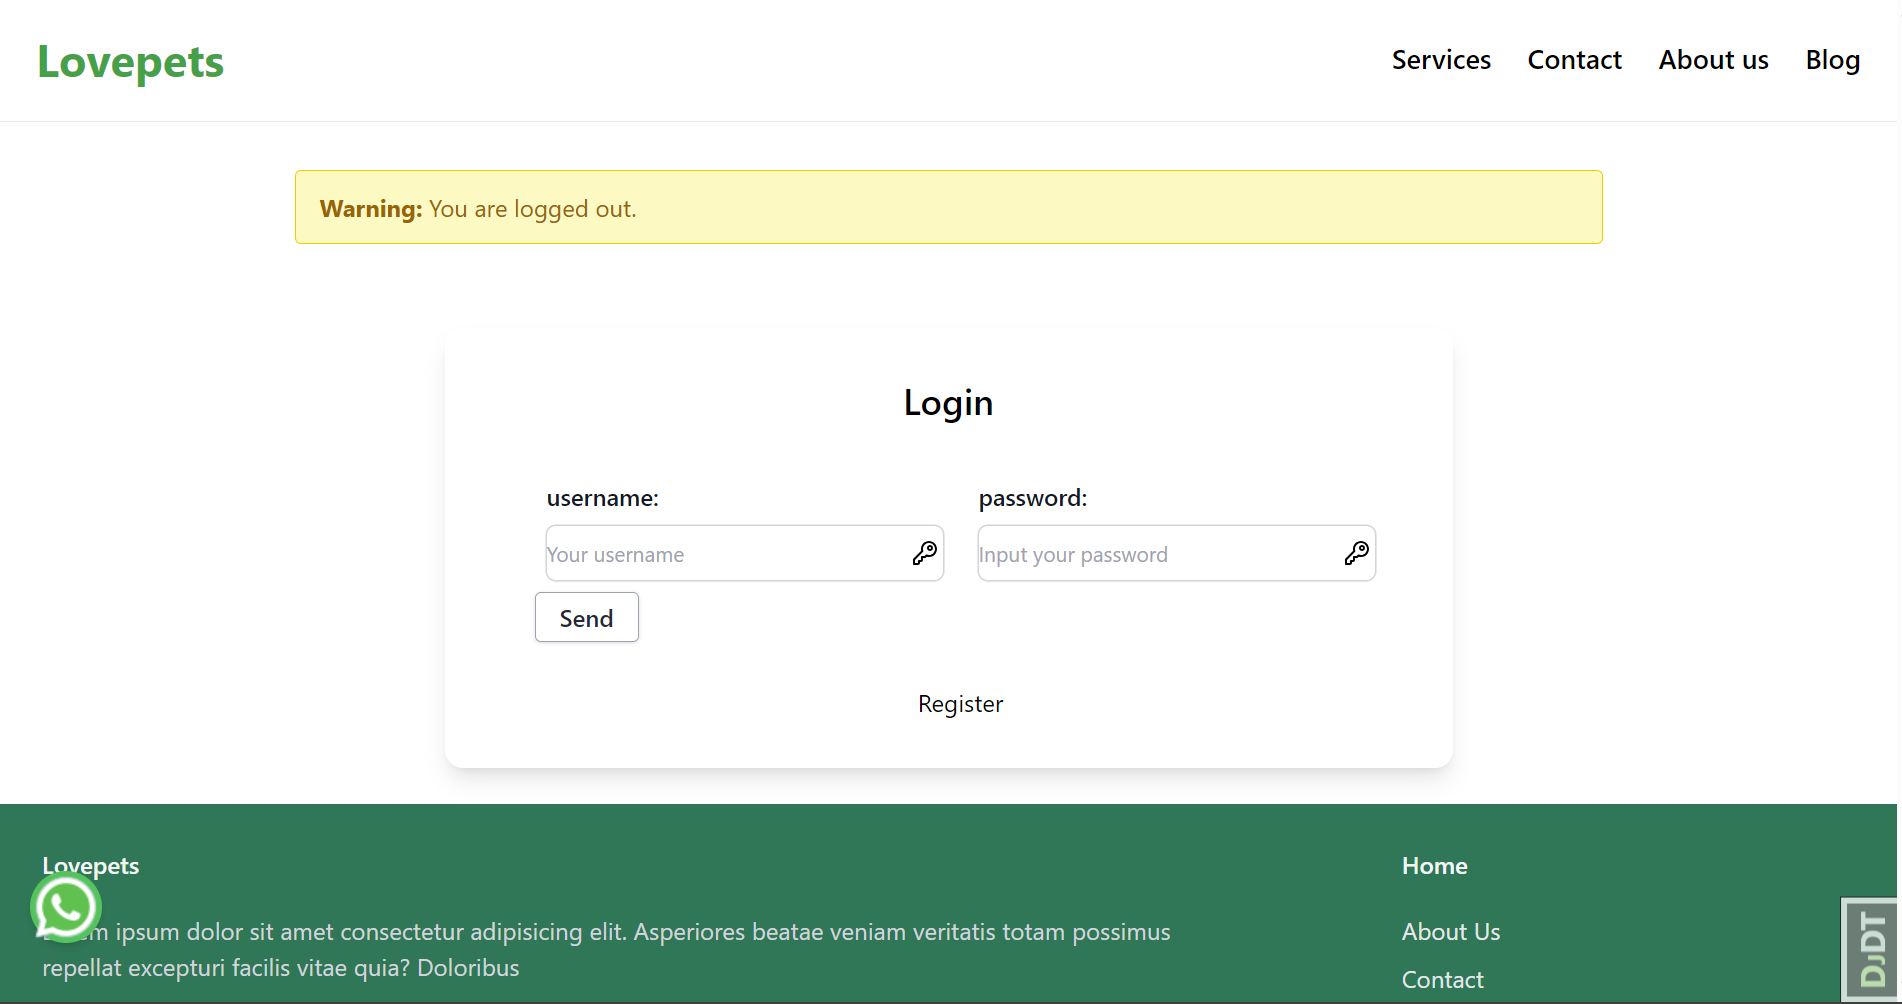 Lovepets
Services Contact About us Blog
Warning: You are logged out.
Login
username: password:
Your username Input your password
Send
Register
Lovepets Home
ipsum dolor sit amet consectetur adipisicing elit. Asperiores beatae veniam veritatis totam possimus
repellat excepturi facilis vitae quia? Doloribus
About Us
Contact
DJDT